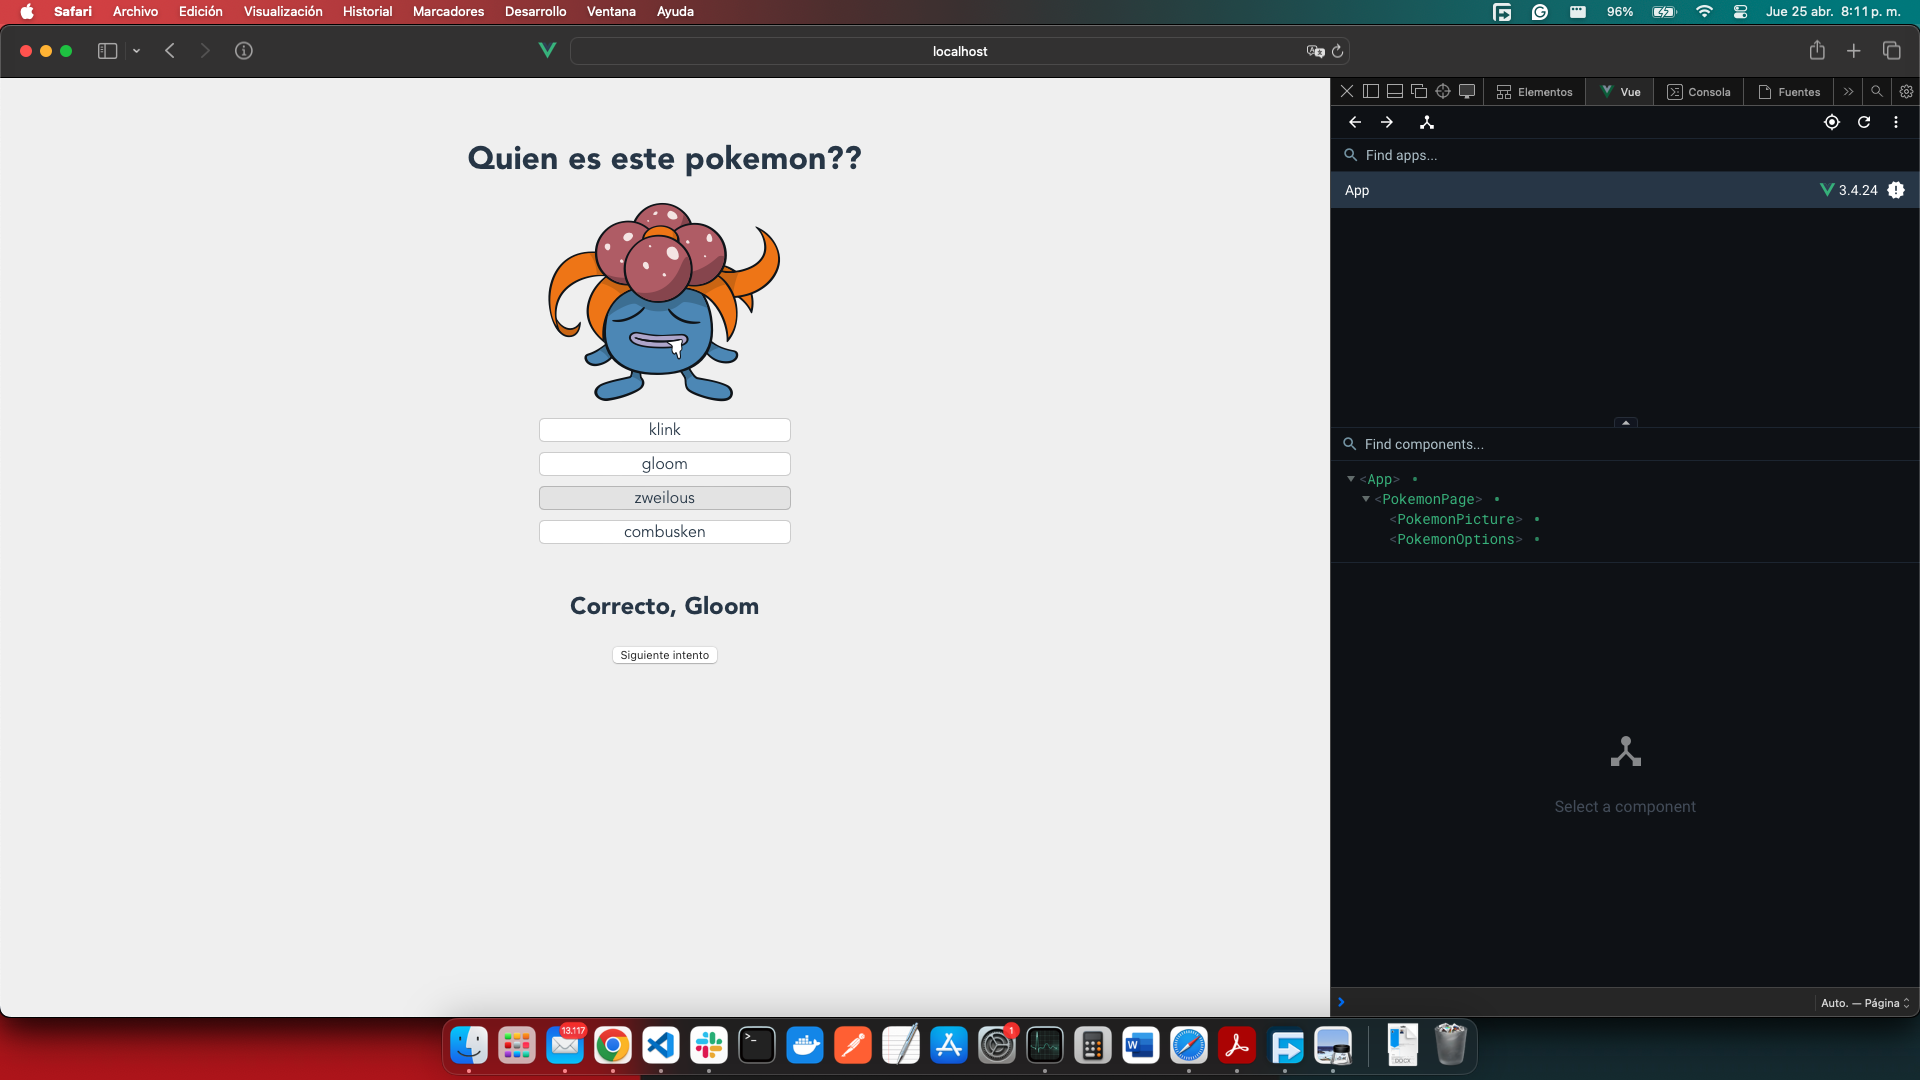 Safari Archivo Edición Visualización Historial Marcadores Desarrollo Ventana Ayuda 96% Jue 25 abr. 8:11 p. m.
localhost
Elementos Vue Consola Fuentes
Find apps...
App 3.4.24
Quien es este pokemon??
klink
gloom
zweilous
combusken
Correcto, Gloom
Siguiente intento
Find components...
<App>
<PokemonPage>
<PokemonPicture>
<PokemonOptions>
Select a component
Auto. — Página
13.117
1
W
DOCX